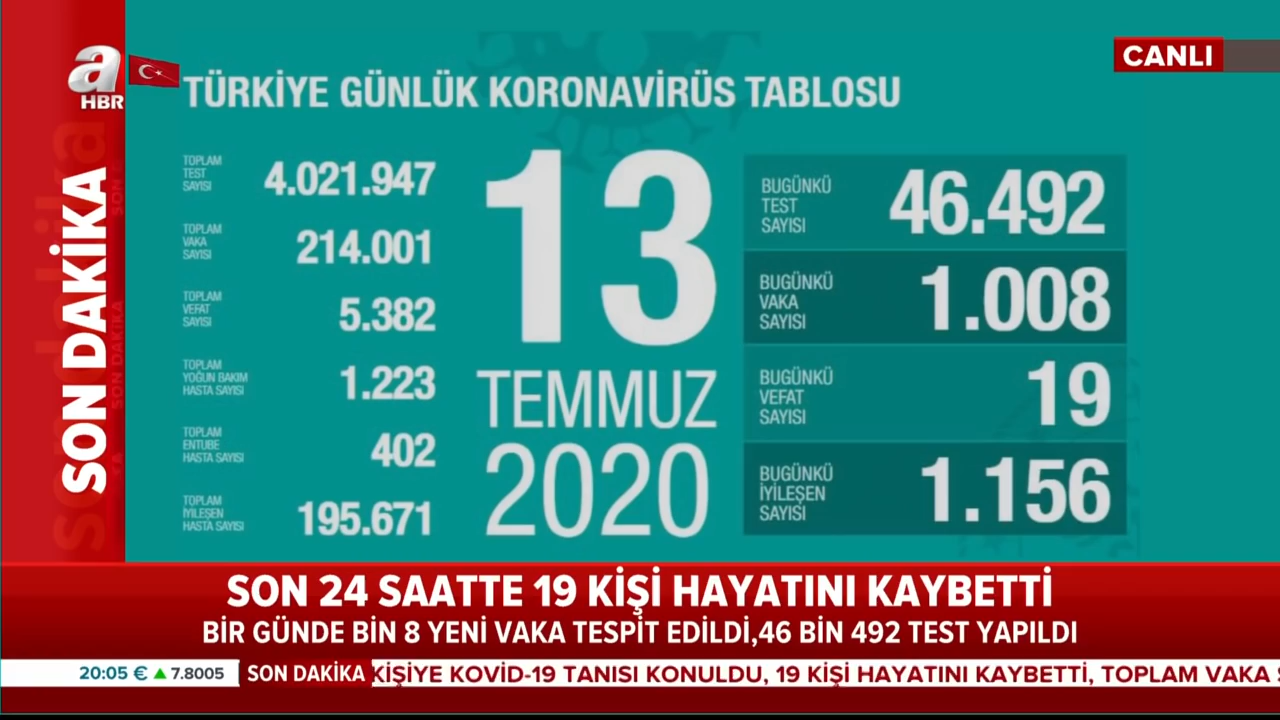 a
HBR
SON DAKİKA
CANLI
TÜRKİYE GÜNLÜK KORONAVİRÜS TABLOSU
TOPLAM
TEST
SAYISI
4.021.947
TOPLAM
VAKA
SAYISI
214.001
TOPLAM
VEFAT
SAYISI
5.382
TOPLAM
YOĞUN BAKIM
HASTA SAYISI
1.223
TOPLAM
ENTUBE
HASTA SAYISI
402
TOPLAM
İYİLEŞEN
HASTA SAYISI
195.671
13
TEMMUZ
2020
BUGÜNKÜ
TEST
SAYISI
46.492
BUGÜNKÜ
VAKA
SAYISI
1.008
BUGÜNKÜ
VEFAT
SAYISI
19
BUGÜNKÜ
İYİLEŞEN
SAYISI
1.156
SON 24 SAATTE 19 KİŞİ HAYATINI KAYBETTİ
BİR GÜNDE BİN 8 YENİ VAKA TESPİT EDİLDİ,46 BİN 492 TEST YAPILDI
20:05 € ▲ 7.8005 SON DAKİKA KİŞİYE KOVİD-19 TANISI KONULDU, 19 KİŞİ HAYATINI KAYBETTİ, TOPLAM VAKA